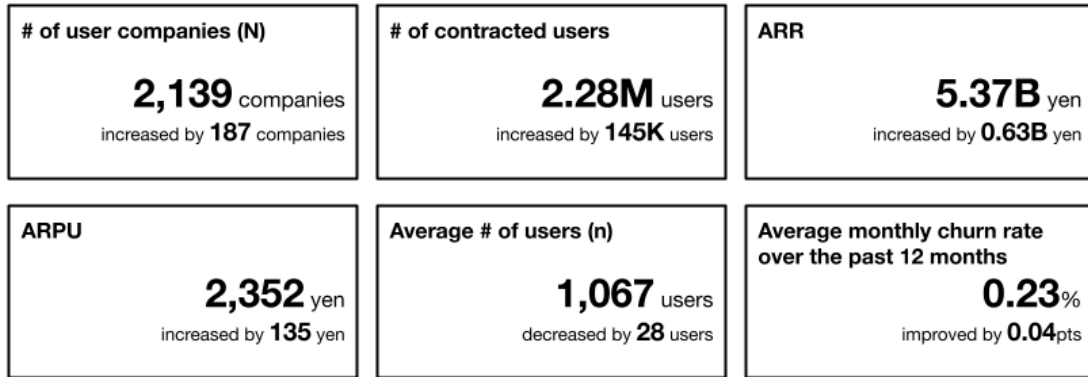 # of user companies (N)
2,139 companies
increased by 187 companies
# of contracted users
2.28M users
increased by 145K users
ARR
5.37B yen
increased by 0.63B yen
ARPU
2,352 yen
increased by 135 yen
Average # of users (n)
1,067 users
decreased by 28 users
Average monthly churn rate
over the past 12 months
0.23%
improved by 0.04pts